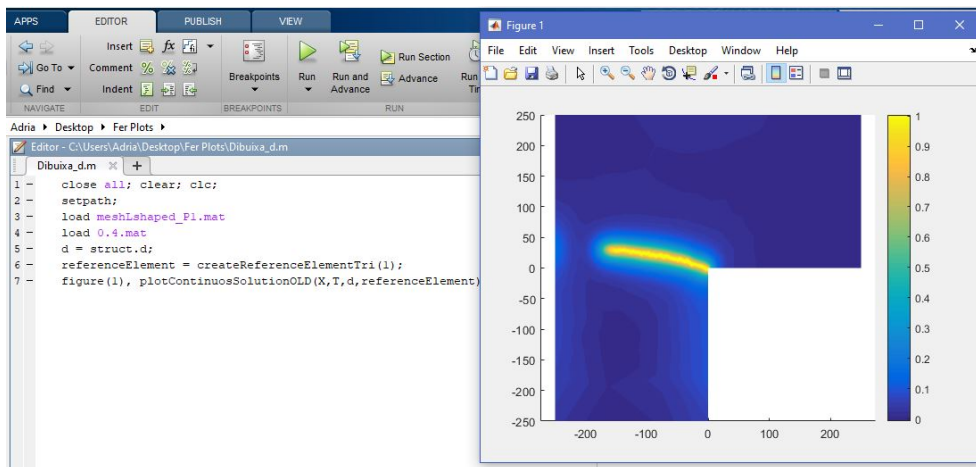 APPS EDITOR PUBLISH VIEW
Insert fx
Go To Comment
Find Indent
Breakpoints
Run
Run and Advance
Run Section
Advance
Run
NAVIGATE EDIT BREAKPOINTS RUN
Adria Desktop Fer Plots
Editor - C:\Users\Adria\Desktop\Fer Plots\Dibuixa_d.m
Dibuixa_d.m
1 - close all; clear; clc;
2 - setpath;
3 - load meshLshaped_P1.mat
4 - load 0.4.mat
5 - d = struct.d;
6 - referenceElement = createReferenceElementTri(1);
7 - figure(1), plotContinuosSolutionOLD(X,T,d,referenceElement)
Figure 1
File Edit View Insert Tools Desktop Window Help
250
200
150
100
50
0
-50
-100
-150
-200
-250
-200 -100 0 100 200
1
0.9
0.8
0.7
0.6
0.5
0.4
0.3
0.2
0.1
0